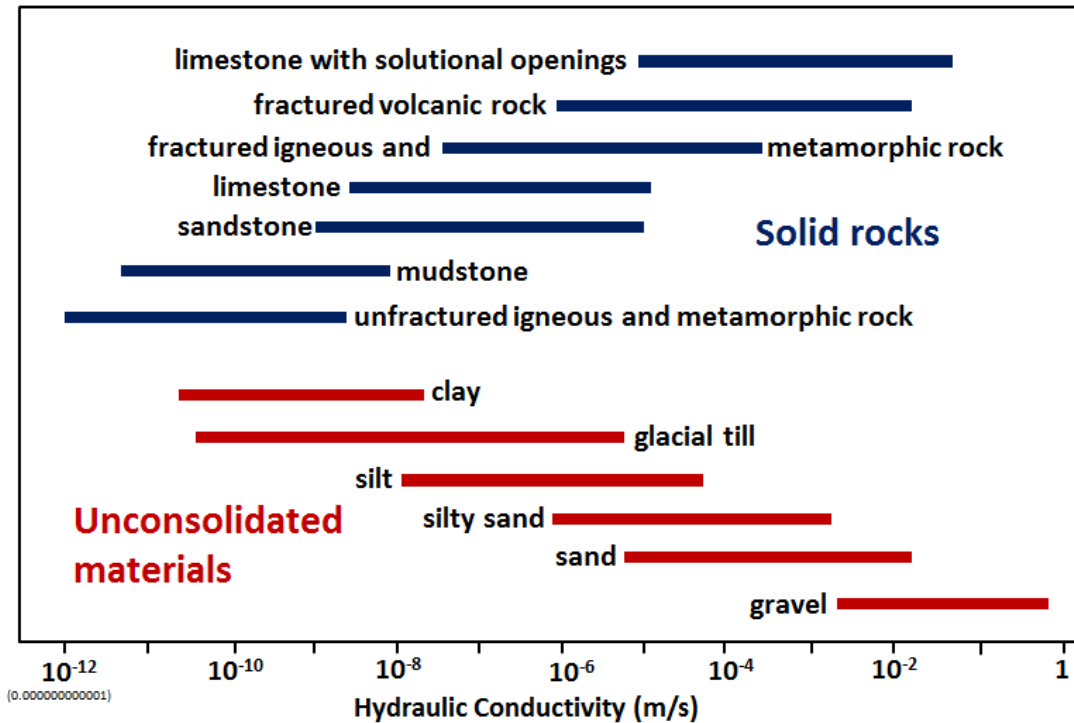 limestone with solutional openings
fractured volcanic rock
fractured igneous and metamorphic rock
limestone
sandstone
Solid rocks
mudstone
unfractured igneous and metamorphic rock
clay
glacial till
silt
Unconsolidated
materials
silty sand
sand
gravel
10⁻¹² 10⁻¹⁰ 10⁻⁸ 10⁻⁶ 10⁻⁴ 10⁻² 1
(0.000000000001)
Hydraulic Conductivity (m/s)